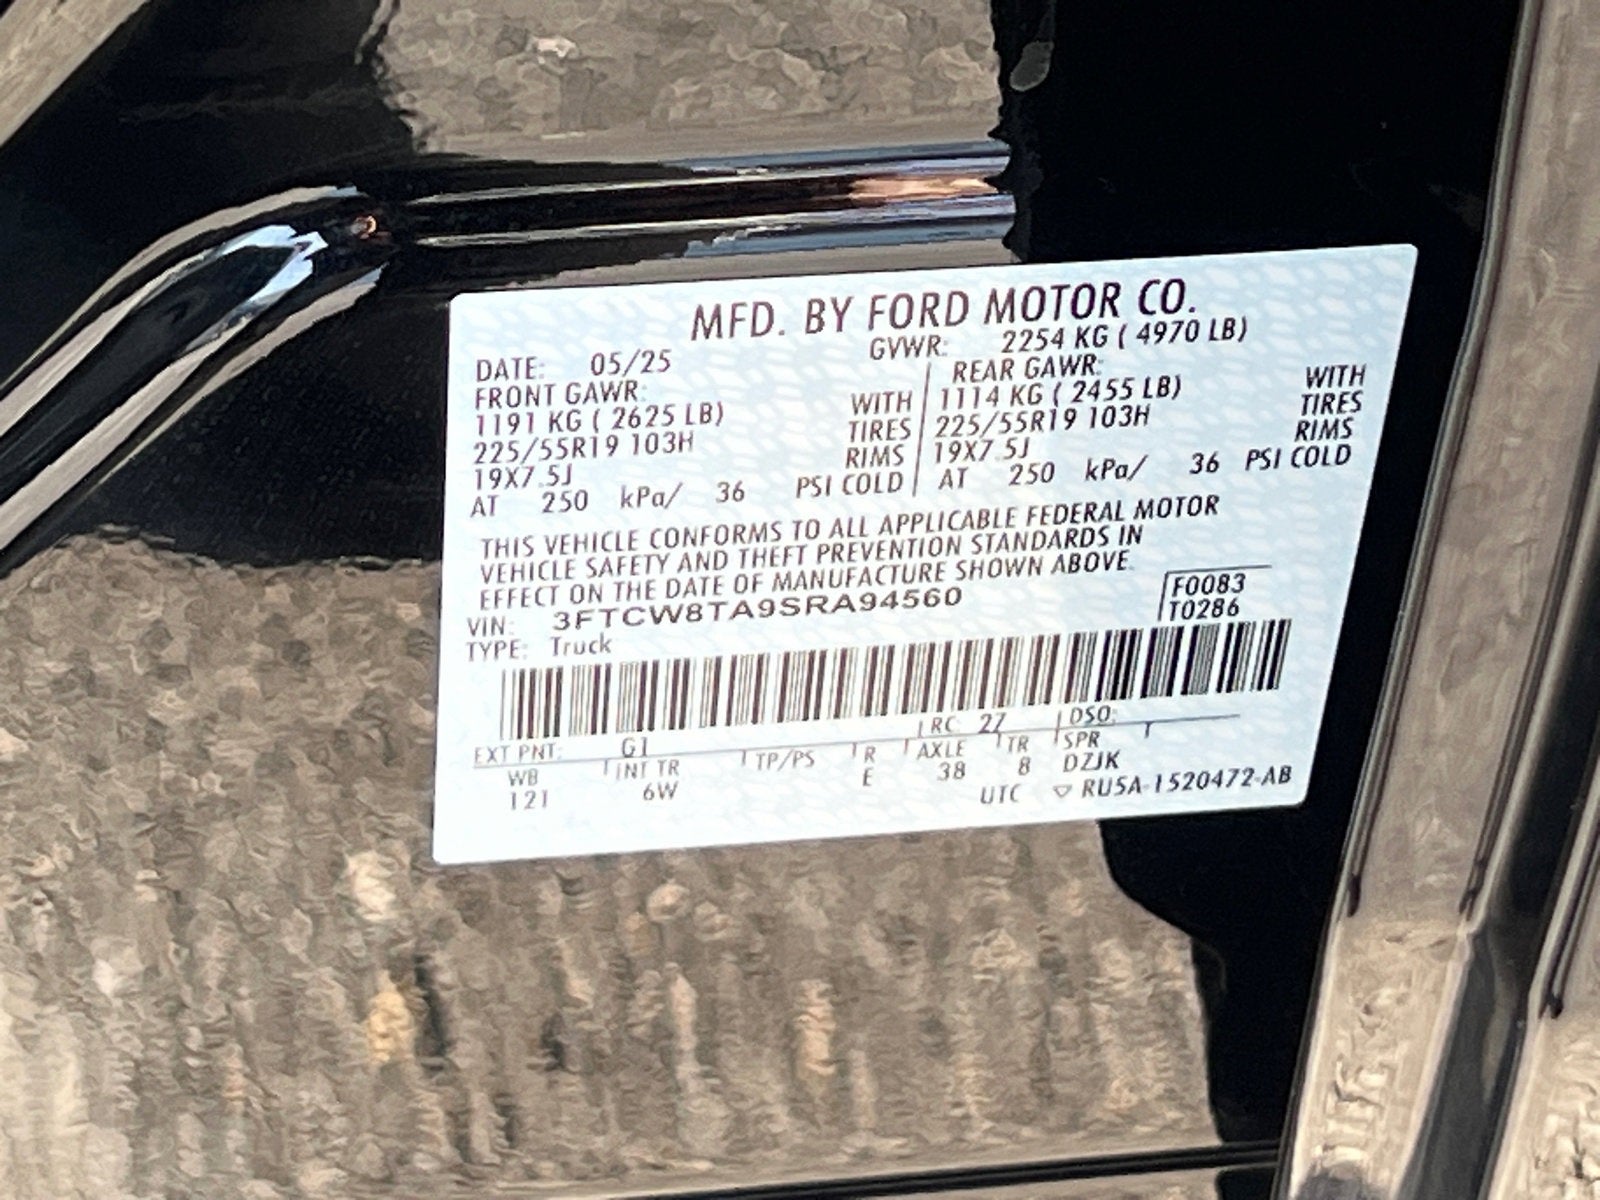 MFD. BY FORD MOTOR CO.
DATE: 05/25 GVWR: 2254 KG ( 4970 LB)
FRONT GAWR: REAR GAWR:
1191 KG ( 2625 LB) WITH 1114 KG ( 2455 LB) WITH
225/55R19 103H TIRES 225/55R19 103H TIRES
19X7.5J RIMS 19X7.5J RIMS
AT 250 kPa/ 36 PSI COLD AT 250 kPa/ 36 PSI COLD
THIS VEHICLE CONFORMS TO ALL APPLICABLE FEDERAL MOTOR
VEHICLE SAFETY AND THEFT PREVENTION STANDARDS IN
EFFECT ON THE DATE OF MANUFACTURE SHOWN ABOVE.
VIN: 3FTCW8TA9SRA94560 F0083
TYPE: Truck T0286
EXT PNT: G1 RC: 27 DSO:
WB INT TR TP/PS R AXLE TR SPR
121 6W E 38 8 DZJK
UTC ▽ RU5A-1520472-AB